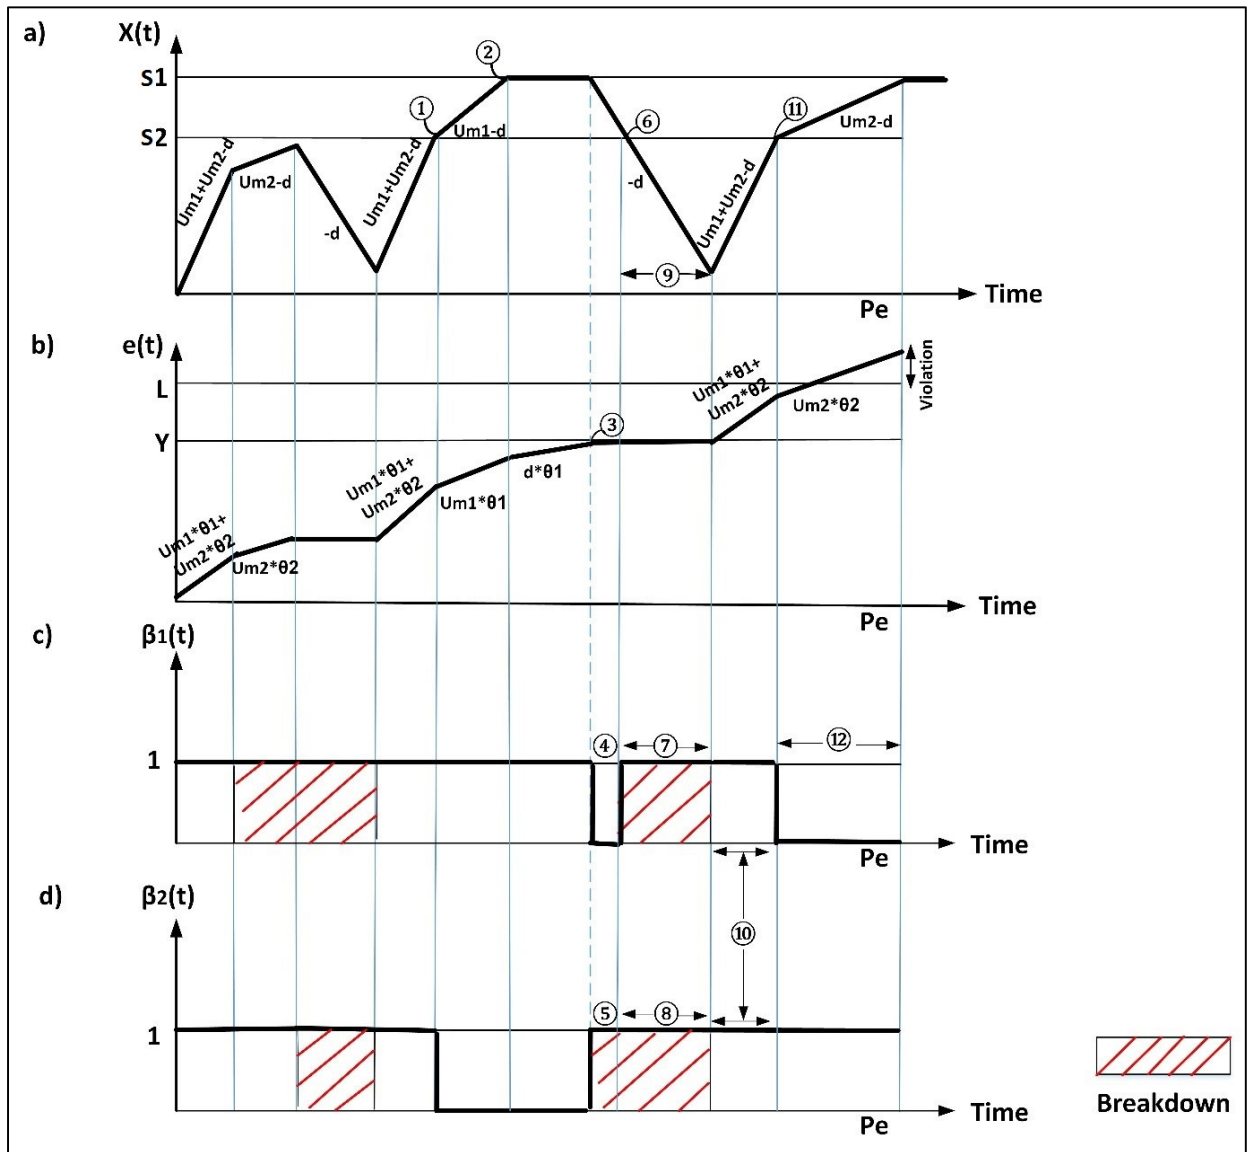 a)
X(t)
S1
S2
Um1+Um2-d
Um2-d
-d
Um1+Um2-d
①
②
Um1-d
⑥
-d
⑨
Um1+Um2-d
⑪
Um2-d
Time
Pe
b)
e(t)
L
Y
Um1*θ1+
Um2*θ2
Um2*θ2
Um1*θ1+
Um2*θ2
Um1*θ1
d*θ1
③
Um1*θ1+
Um2*θ2
Um2*θ2
Violation
Time
Pe
c)
β1(t)
1
④
⑦
⑫
Time
Pe
d)
β2(t)
⑩
1
⑤
⑧
Time
Pe
Breakdown